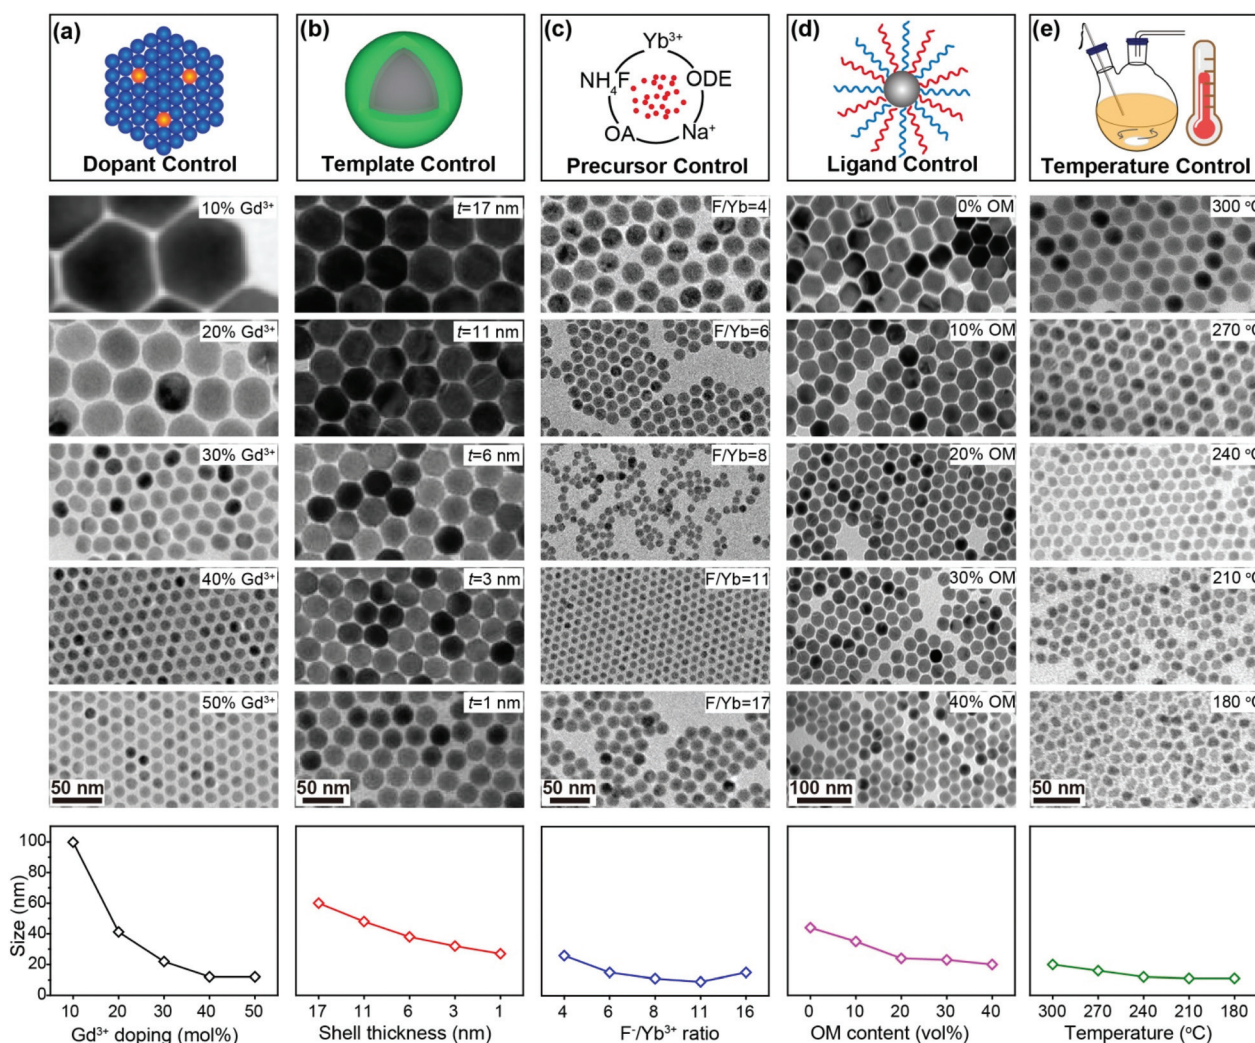 (a)
Dopant Control
(b)
Template Control
(c)
Yb³⁺
NH₄F
ODE
OA
Na⁺
Precursor Control
(d)
Ligand Control
(e)
Temperature Control
10% Gd³⁺
t=17 nm
F/Yb=4
0% OM
300 ºC
20% Gd³⁺
t=11 nm
F/Yb=6
10% OM
270 ºC
30% Gd³⁺
t=6 nm
F/Yb=8
20% OM
240 ºC
40% Gd³⁺
t=3 nm
F/Yb=11
30% OM
210 ºC
50% Gd³⁺
t=1 nm
F/Yb=17
40% OM
180 ºC
50 nm
50 nm
50 nm
100 nm
50 nm
Size (nm)
100
80
60
40
20
0
10 20 30 40 50
Gd³⁺ doping (mol%)
17 11 6 3 1
Shell thickness (nm)
4 6 8 11 16
F⁻/Yb³⁺ ratio
0 10 20 30 40
OM content (vol%)
300 270 240 210 180
Temperature (ºC)